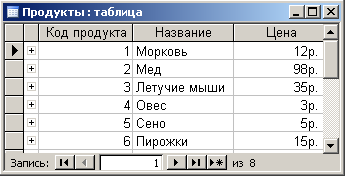 Продукты : таблица
Код продукта Название Цена
1 Морковь 12р.
2 Мед 98р.
3 Летучие мыши 35р.
4 Овес 3р.
5 Сено 5р.
6 Пирожки 15р.
Запись: 1 из 8